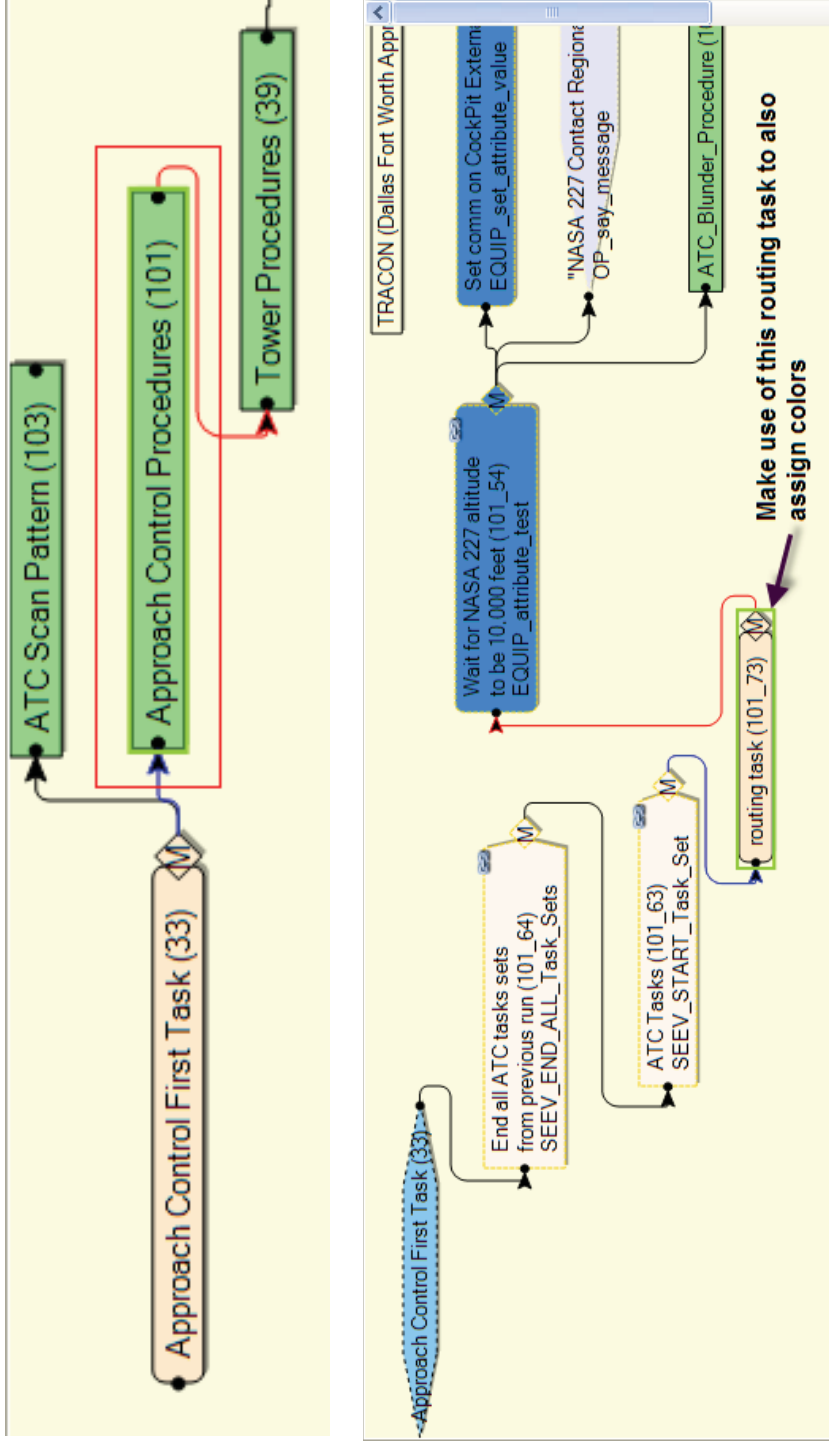 ATC Scan Pattern (103)
Approach Control First Task (33)
M
Approach Control Procedures (101)
Tower Procedures (39)
TRACON (Dallas Fort Worth Appr
Approach Control First Task (33)
End all ATC tasks sets
from previous run (101_64)
SEEV_END_ALL_Task_Sets
M
ATC Tasks (101_63)
SEEV_START_Task_Set
M
routing task (101_73)
M
Wait for NASA 227 altitude
to be 10,000 feet (101_54)
EQUIP_attribute_test
M
Set comm on CockPit Externa
EQUIP_set_attribute_value
"NASA 227 Contact Regiona
OP_say_message
ATC_Blunder_Procedure (1
Make use of this routing task to also
assign colors